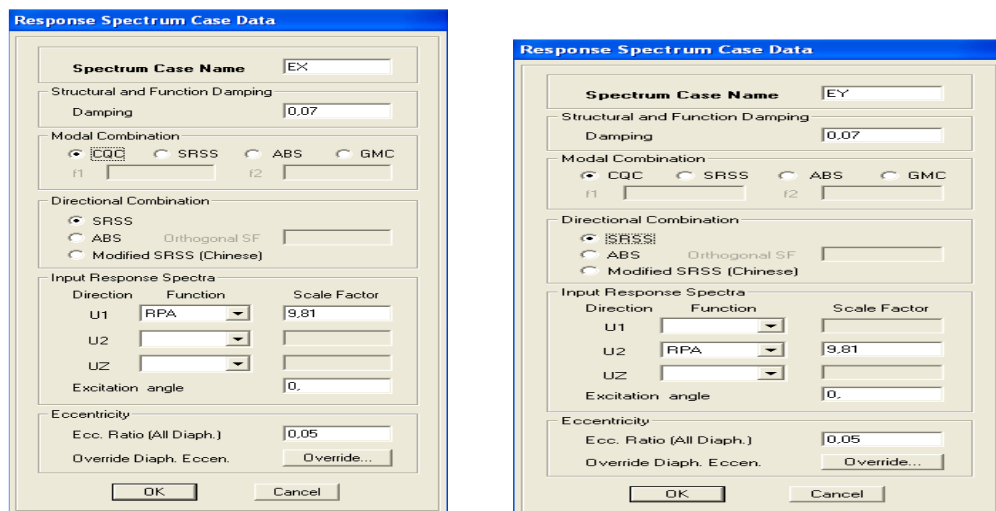 Response Spectrum Case Data
Spectrum Case Name EX
Structural and Function Damping
Damping 0,07
Modal Combination
CQC SRSS ABS GMC
f1 f2
Directional Combination
SRSS
ABS Orthogonal SF
Modified SRSS (Chinese)
Input Response Spectra
Direction Function Scale Factor
U1 RPA 9,81
U2
UZ
Excitation angle 0,
Eccentricity
Ecc. Ratio (All Diaph.) 0,05
Override Diaph. Eccen. Override...
OK Cancel
Response Spectrum Case Data
Spectrum Case Name EY
Structural and Function Damping
Damping 0,07
Modal Combination
CQC SRSS ABS GMC
f1 f2
Directional Combination
SRSS
ABS Orthogonal SF
Modified SRSS (Chinese)
Input Response Spectra
Direction Function Scale Factor
U1
U2 RPA 9,81
UZ
Excitation angle 0,
Eccentricity
Ecc. Ratio (All Diaph.) 0,05
Override Diaph. Eccen. Override...
OK Cancel